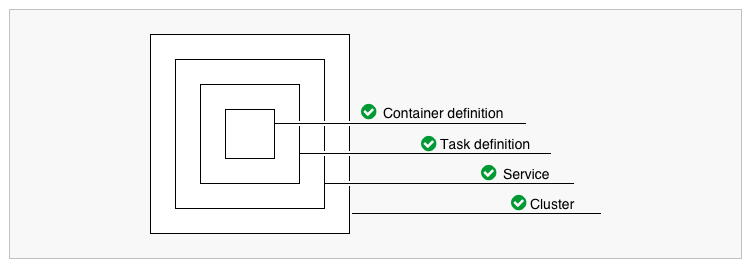 Container definition
Task definition
Service
Cluster